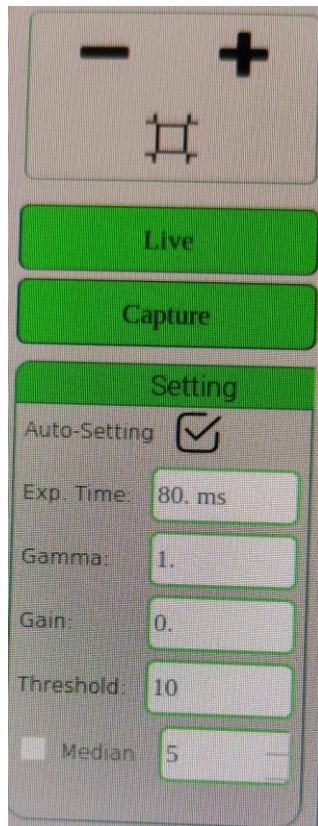 Live
Capture
Setting
Auto-Setting
Exp. Time: 80. ms
Gamma: 1.
Gain: 0.
Threshold: 10
Median 5